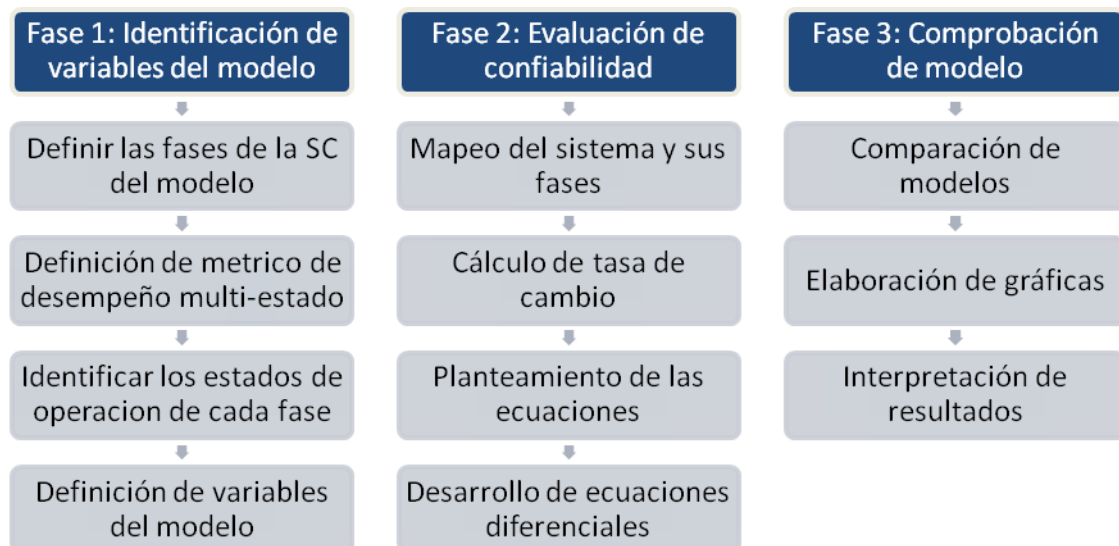 Fase 1: Identificación de
variables del modelo
Definir las fases de la SC
del modelo
Definición de metrico de
desempeño multi-estado
Identificar los estados de
operacion de cada fase
Definición de variables
del modelo
Fase 2: Evaluación de
confiabilidad
Mapeo del sistema y sus
fases
Cálculo de tasa de
cambio
Planteamiento de las
ecuaciones
Desarrollo de ecuaciones
diferenciales
Fase 3: Comprobación
de modelo
Comparación de
modelos
Elaboración de gráficas
Interpretación de
resultados